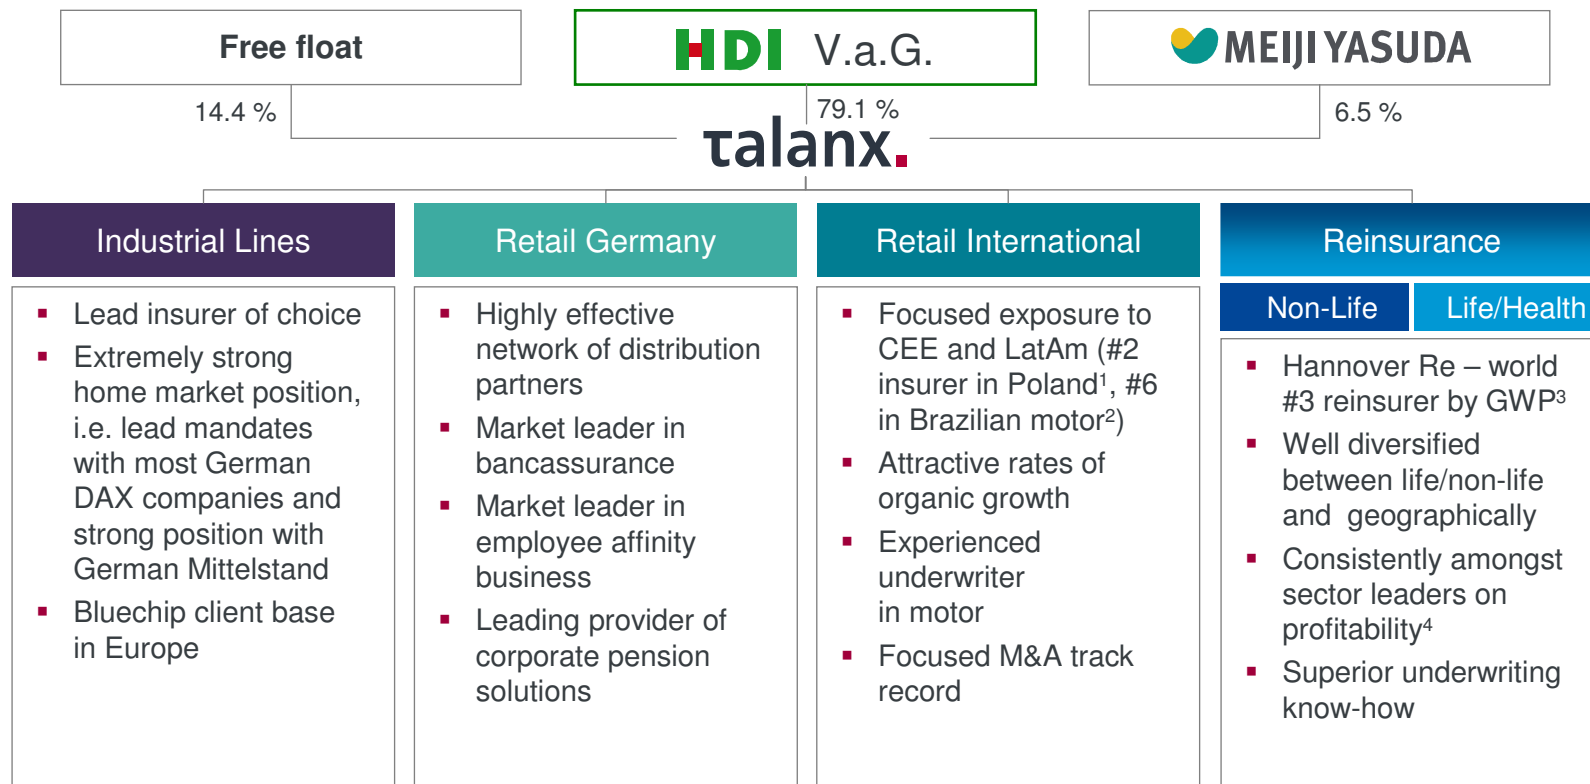 Free float
HDI V.a.G.
MEIJI YASUDA
14.4 %
79.1 %
6.5 %
τalanx.
Industrial Lines
▪ Lead insurer of choice
▪ Extremely strong
home market position,
i.e. lead mandates
with most German
DAX companies and
strong position with
German Mittelstand
▪ Bluechip client base
in Europe
Retail Germany
▪ Highly effective
network of distribution
partners
▪ Market leader in
bancassurance
▪ Market leader in
employee affinity
business
▪ Leading provider of
corporate pension
solutions
Retail International
▪ Focused exposure to
CEE and LatAm (#2
insurer in Poland¹, #6
in Brazilian motor²)
▪ Attractive rates of
organic growth
▪ Experienced
underwriter
in motor
▪ Focused M&A track
record
Reinsurance
Non-Life
Life/Health
▪ Hannover Re – world
#3 reinsurer by GWP³
▪ Well diversified
between life/non-life
and geographically
▪ Consistently amongst
sector leaders on
profitability⁴
▪ Superior underwriting
know-how